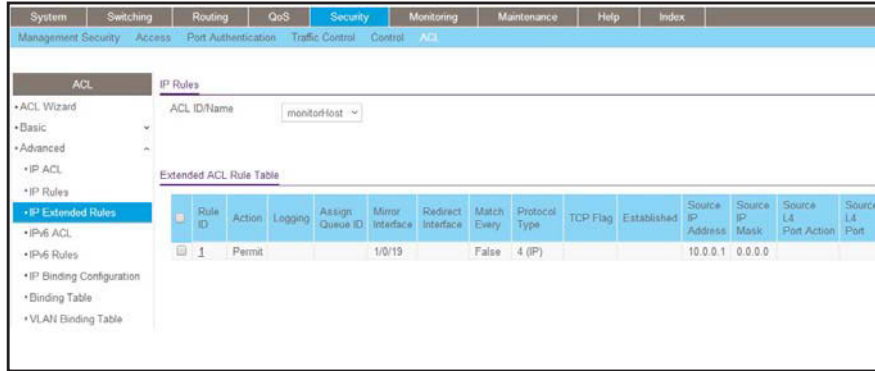 System Switching Routing QoS Security Monitoring Maintenance Help Index
Management Security Access Port Authentication Traffic Control Control ACL
ACL
• ACL Wizard
• Basic
• Advanced
• IP ACL
• IP Rules
• IP Extended Rules
• IPv6 ACL
• IPv6 Rules
• IP Binding Configuration
• Binding Table
• VLAN Binding Table
IP Rules
ACL ID/Name monitorHost
Extended ACL Rule Table
Rule ID Action Logging Assign Queue ID Mirror Interface Redirect Interface Match Every Protocol Type TCP Flag Established Source IP Address Source IP Mask Source L4 Port Action Source L4 Port
1 Permit 1/0/19 False 4 (IP) 10.0.0.1 0.0.0.0